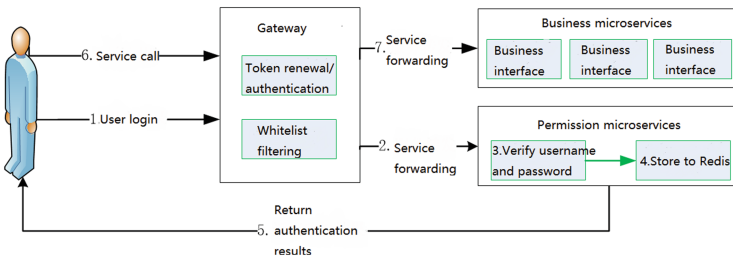 Gateway
Business microservices
6. Service call
7. Service
forwarding
Token renewal/
authentication
Business
interface
Business
interface
Business
interface
1.User login
Whitelist
filtering
2. Service
forwarding
Permission microservices
3.Verify username
and password
4.Store to Redis
Return
5. authentication
results